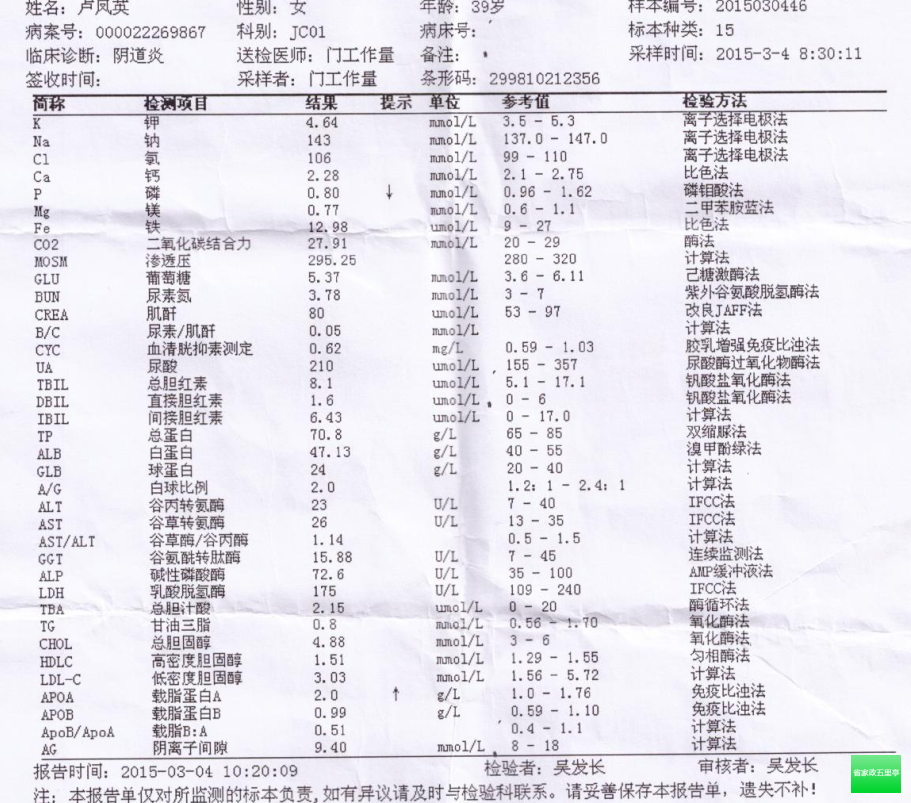 姓名：卢凤英 性别：女 年龄：39岁 样本编号：2015030446
病案号：000022269867 科别：JC01 病床号： 标本种类：15
临床诊断：阴道炎 送检医师：门工作量 备注： 采样时间：2015-3-4 8:30:11
签收时间： 采样者：门工作量 条形码：299810212356
简称 检测项目 结果 提示 单位 参考值 检验方法
K 钾 4.64 mmol/L 3.5 - 5.3 离子选择电极法
Na 钠 143 mmol/L 137.0 - 147.0 离子选择电极法
Cl 氯 106 mmol/L 99 - 110 离子选择电极法
Ca 钙 2.28 mmol/L 2.1 - 2.75 比色法
P 磷 0.80 ↓ mmol/L 0.96 - 1.62 磷钼酸法
Mg 镁 0.77 mmol/L 0.6 - 1.1 二甲苯胺蓝法
Fe 铁 12.98 umol/L 9 - 27 比色法
CO2 二氧化碳结合力 27.91 mmol/L 20 - 29 酶法
MOSM 渗透压 295.25 280 - 320 计算法
GLU 葡萄糖 5.37 mmol/L 3.6 - 6.11 己糖激酶法
BUN 尿素氮 3.78 mmol/L 3 - 7 紫外谷氨酸脱氢酶法
CREA 肌酐 80 umol/L 53 - 97 改良JAFF法
B/C 尿素/肌酐 0.05 mmol/L 计算法
CYC 血清胱抑素测定 0.62 mg/L 0.59 - 1.03 胶乳增强免疫比浊法
UA 尿酸 210 umol/L 155 - 357 尿酸酶过氧化物酶法
TBIL 总胆红素 8.1 umol/L 5.1 - 17.1 钒酸盐氧化酶法
DBIL 直接胆红素 1.6 umol/L 0 - 6 钒酸盐氧化酶法
IBIL 间接胆红素 6.43 umol/L 0 - 17.0 计算法
TP 总蛋白 70.8 g/L 65 - 85 双缩脲法
ALB 白蛋白 47.13 g/L 40 - 55 溴甲酚绿法
GLB 球蛋白 24 g/L 20 - 40 计算法
A/G 白球比例 2.0 1.2：1 - 2.4：1 计算法
ALT 谷丙转氨酶 23 U/L 7 - 40 IFCC法
AST 谷草转氨酶 26 U/L 13 - 35 IFCC法
AST/ALT 谷草酶/谷丙酶 1.14 0.5 - 1.5 计算法
GGT 谷氨酰转肽酶 15.88 U/L 7 - 45 连续监测法
ALP 碱性磷酸酶 72.6 U/L 35 - 100 AMP缓冲液法
LDH 乳酸脱氢酶 175 U/L 109 - 240 IFCC法
TBA 总胆汁酸 2.15 umol/L 0 - 20 酶循环法
TG 甘油三脂 0.8 mmol/L 0.56 - 1.70 氧化酶法
CHOL 总胆固醇 4.88 mmol/L 3 - 6 氧化酶法
HDLC 高密度胆固醇 1.51 mmol/L 1.29 - 1.55 匀相酶法
LDL-C 低密度胆固醇 3.03 mmol/L 1.56 - 5.72 计算法
APOA 载脂蛋白A 2.0 ↑ g/L 1.0 - 1.76 免疫比浊法
APOB 载脂蛋白B 0.99 g/L 0.59 - 1.10 免疫比浊法
ApoB/ApoA 载脂B:A 0.51 0.4 - 1.1 计算法
AG 阴离子间隙 9.40 mmol/L 8 - 18 计算法
报告时间：2015-03-04 10:20:09 检验者：吴发长 审核者：吴发长
注：本报告单仅对所监测的标本负责，如有异议请及时与检验科联系。请妥善保存本报告单，遗失不补！
省家政五里亭